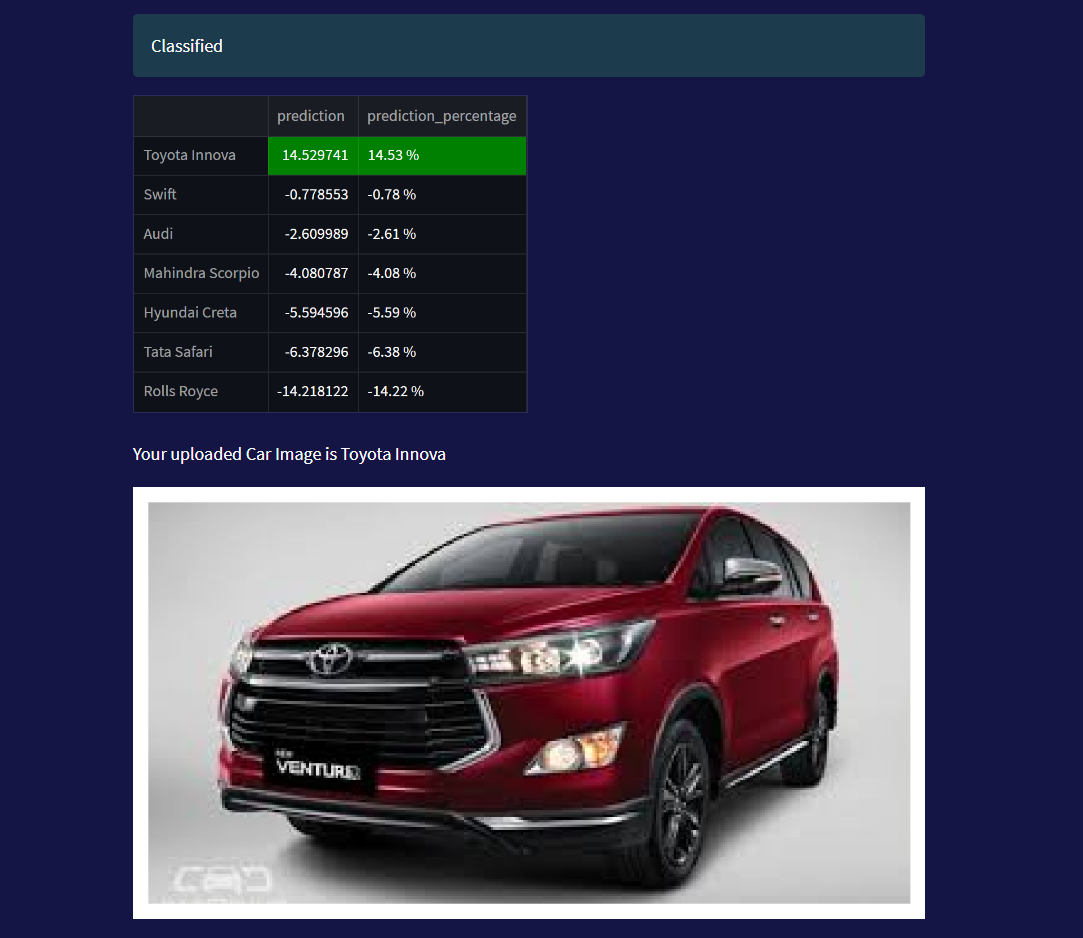 Classified
prediction prediction_percentage
Toyota Innova 14.529741 14.53 %
Swift -0.778553 -0.78 %
Audi -2.609989 -2.61 %
Mahindra Scorpio -4.080787 -4.08 %
Hyundai Creta -5.594596 -5.59 %
Tata Safari -6.378296 -6.38 %
Rolls Royce -14.218122 -14.22 %
Your uploaded Car Image is Toyota Innova
NEW